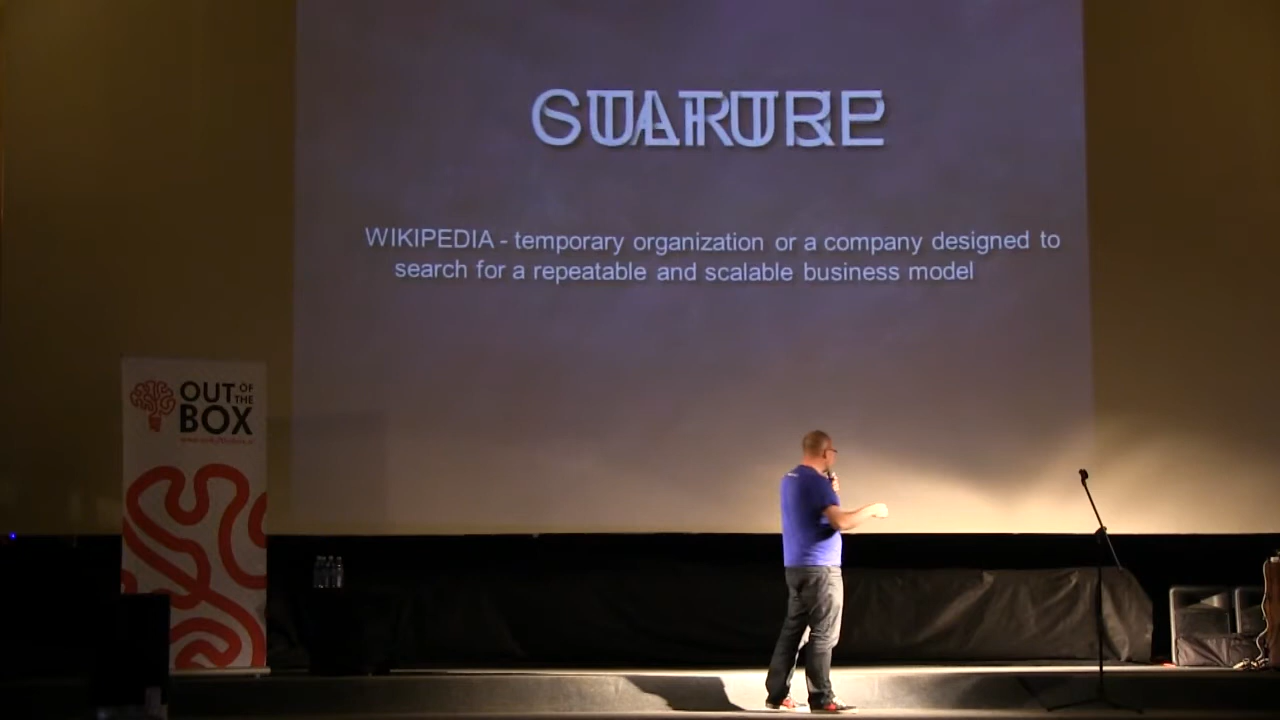 WIKIPEDIA - temporary organization or a company designed to
search for a repeatable and scalable business model
OUT OF THE
BOX